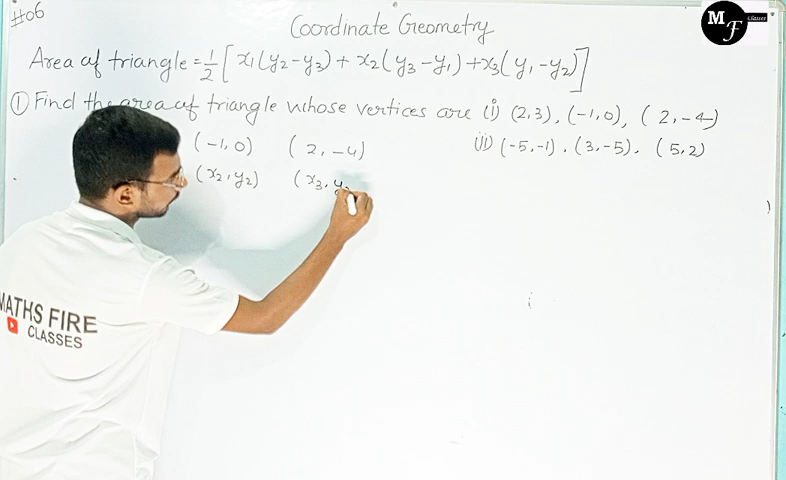 #06
Coordinate Geometry
M F Classes
Area of triangle = 1/2 [ x1(y2-y3) + x2(y3-y1) + x3(y1-y2) ]
① Find the area of triangle whose vertices are (i) (2,3), (-1,0), (2,-4)
(ii) (-5,-1), (3,-5), (5,2)
(-1,0) (2,-4)
(x2,y2) (x3,y
MATHS FIRE
CLASSES